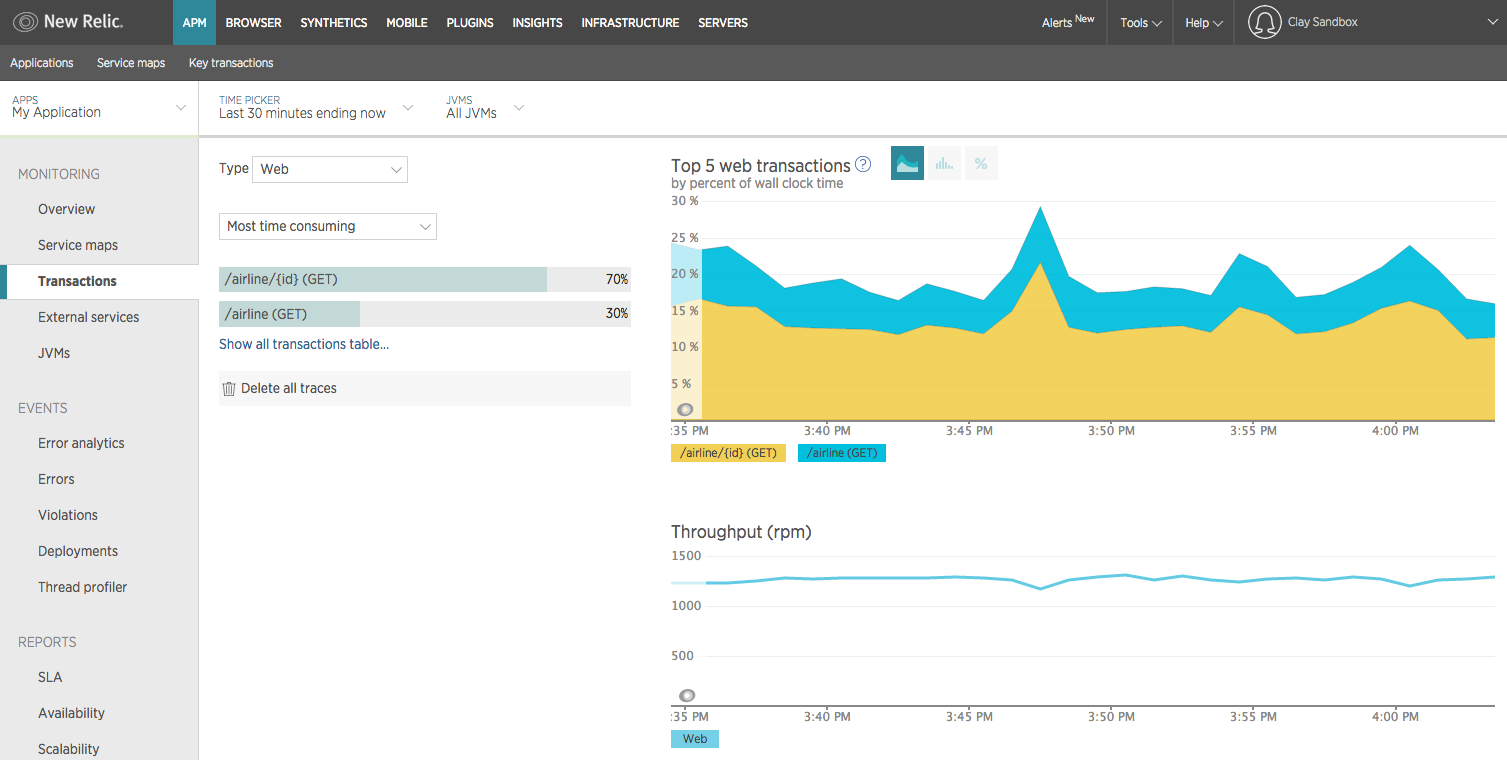 New Relic.
APM BROWSER SYNTHETICS MOBILE PLUGINS INSIGHTS INFRASTRUCTURE SERVERS
Alerts New
Tools
Help
Clay Sandbox
Applications Service maps Key transactions
APPS
My Application
TIME PICKER
Last 30 minutes ending now
JVMS
All JVMs
MONITORING
Overview
Service maps
Transactions
External services
JVMs
EVENTS
Error analytics
Errors
Violations
Deployments
Thread profiler
REPORTS
SLA
Availability
Scalability
Type Web
Most time consuming
/airline/{id} (GET) 70%
/airline (GET) 30%
Show all transactions table...
Delete all traces
Top 5 web transactions ?
%
by percent of wall clock time
30 %
25 %
20 %
15 %
10 %
5 %
:35 PM 3:40 PM 3:45 PM 3:50 PM 3:55 PM 4:00 PM
/airline/{id} (GET) /airline (GET)
Throughput (rpm)
1500
1000
500
:35 PM 3:40 PM 3:45 PM 3:50 PM 3:55 PM 4:00 PM
Web